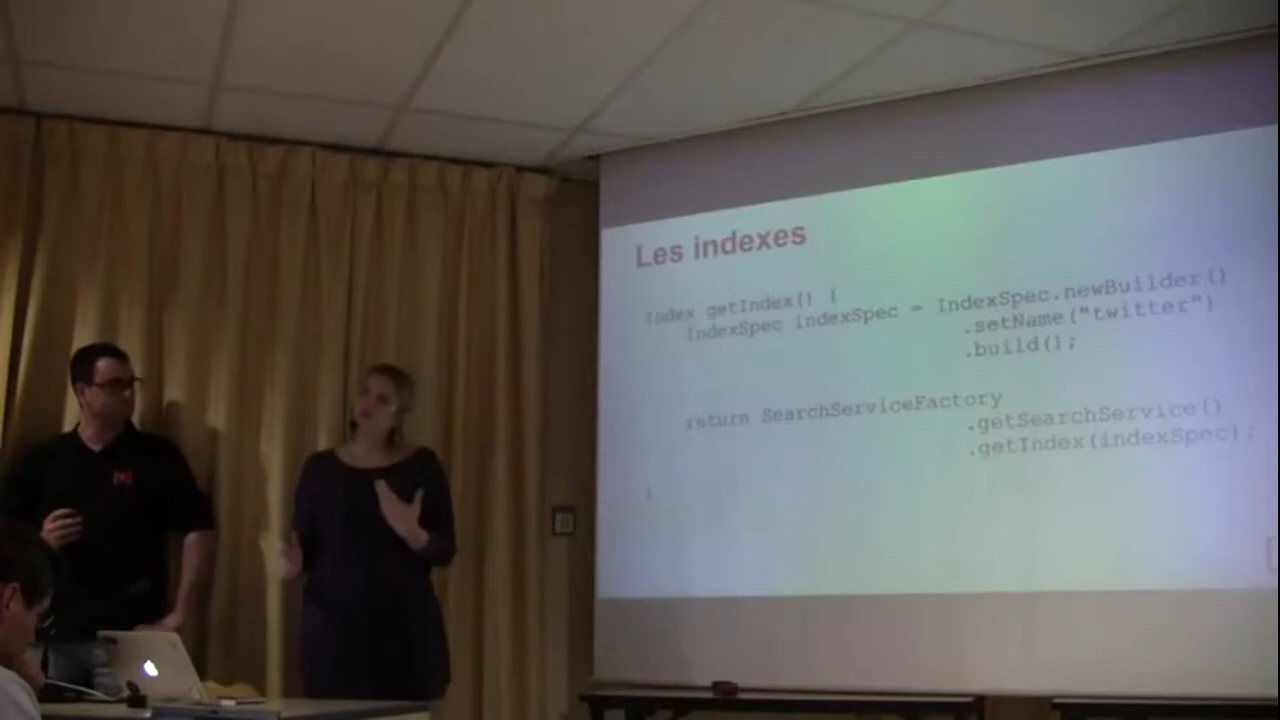 Les indexes
Index getIndex() {
IndexSpec indexSpec = IndexSpec.newBuilder()
.setName("twitter")
.build();
return SearchServiceFactory
.getSearchService()
.getIndex(indexSpec);
}